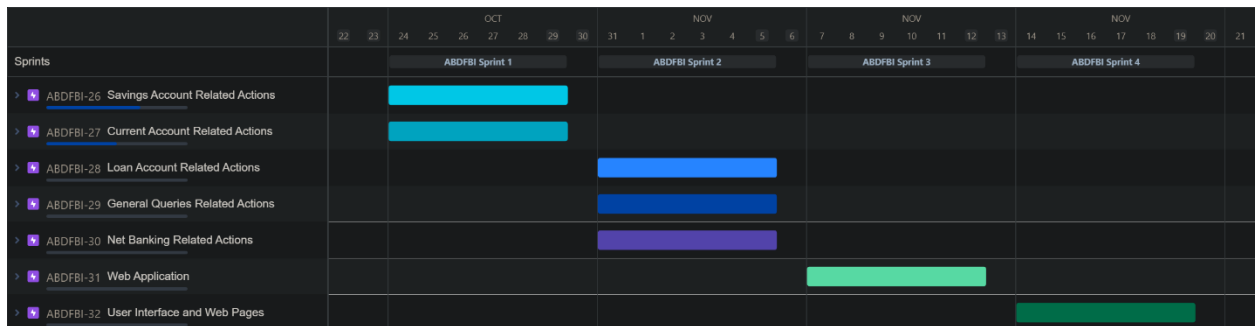 OCT NOV NOV NOV
22 23 24 25 26 27 28 29 30 31 1 2 3 4 5 6 7 8 9 10 11 12 13 14 15 16 17 18 19 20 21
Sprints ABDFBI Sprint 1 ABDFBI Sprint 2 ABDFBI Sprint 3 ABDFBI Sprint 4
ABDFBI-26 Savings Account Related Actions
ABDFBI-27 Current Account Related Actions
ABDFBI-28 Loan Account Related Actions
ABDFBI-29 General Queries Related Actions
ABDFBI-30 Net Banking Related Actions
ABDFBI-31 Web Application
ABDFBI-32 User Interface and Web Pages